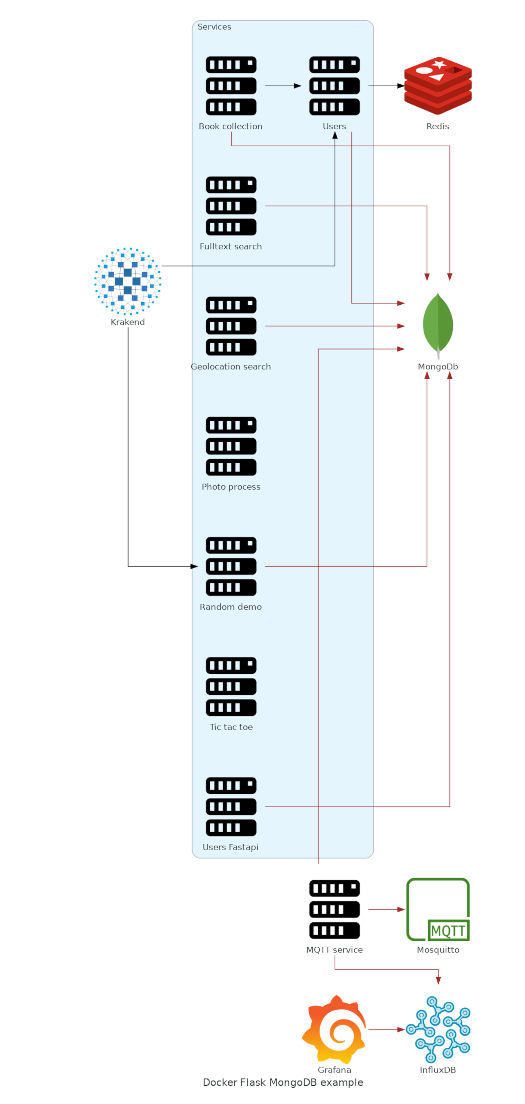 Services
Book collection
Users
Redis
Fulltext search
Krakend
Geolocation search
MongoDb
Photo process
Random demo
Tic tac toe
Users Fastapi
MQTT
MQTT service
Mosquitto
Grafana
InfluxDB
Docker Flask MongoDB example